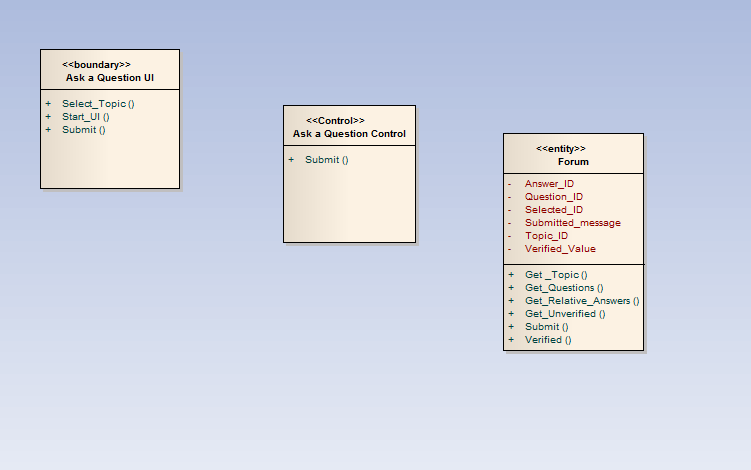 <<boundary>>
Ask a Question UI
+ Select_Topic ()
+ Start_UI ()
+ Submit ()
<<Control>>
Ask a Question Control
+ Submit ()
<<entity>>
Forum
- Answer_ID
- Question_ID
- Selected_ID
- Submitted_message
- Topic_ID
- Verified_Value
+ Get _Topic ()
+ Get_Questions ()
+ Get_Relative_Answers ()
+ Get_Unverified ()
+ Submit ()
+ Verified ()